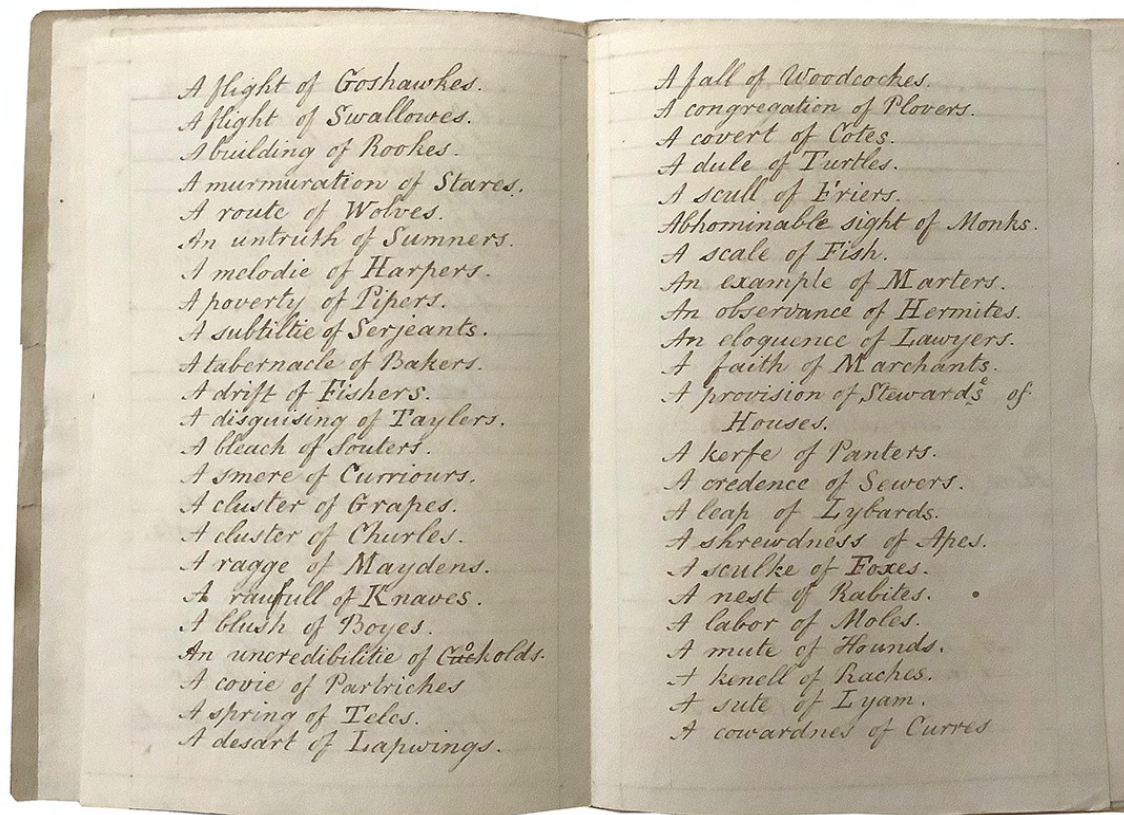 A flight of Goshawkes.
A flight of Swallowes.
A building of Rookes.
A murmuration of Stares.
A route of Wolves.
An untruth of Sumners.
A melodie of Harpers.
A poverty of Pipers.
A subtiltie of Serjeants.
A tabernacle of Bakers.
A drift of Fishers.
A disguising of Taylers.
A bleach of Souters.
A smere of Curriours.
A cluster of Grapes.
A cluster of Churles.
A ragge of Maydens.
A raufull of Knaves.
A blush of Boyes.
An uncredibilitie of Cockolds.
A covie of Partriches
A spring of Teles.
A desart of Lapwings.
A fall of Woodcockes.
A congregation of Plovers.
A covert of Cotes.
A dule of Turtles.
A scull of Friers.
Abhominable sight of Monks.
A scale of Fish.
An example of Marters.
An observance of Hermites.
An eloquence of Lawyers.
A faith of Marchants.
A provision of Stewards of
Houses.
A kerfe of Panters.
A credence of Sewers.
A leap of Lybards.
A shrewdness of Apes.
A sculke of Foxes.
A nest of Rabites.
A labor of Moles.
A mute of Hounds.
A kenell of Raches.
A sute of Lyam.
A cowardnes of Curres